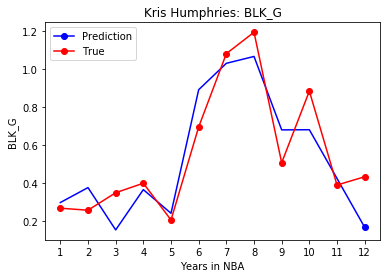 Kris Humphries: BLK_G
Prediction
True
BLK_G
1.2
1.0
0.8
0.6
0.4
0.2
1 2 3 4 5 6 7 8 9 10 11 12
Years in NBA